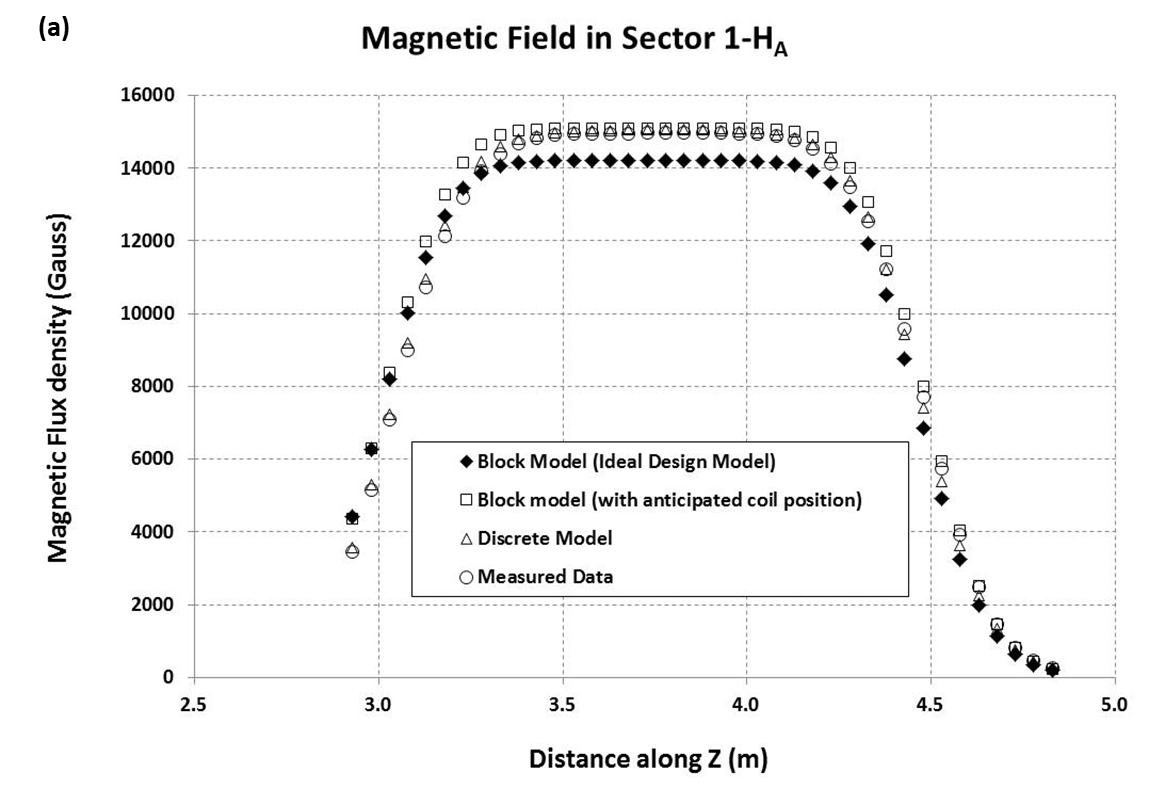 (a)
Magnetic Field in Sector 1-HA
16000
14000
12000
10000
8000
6000
4000
2000
0
Magnetic Flux density (Gauss)
Block Model (Ideal Design Model)
Block model (with anticipated coil position)
Discrete Model
Measured Data
2.5 3.0 3.5 4.0 4.5 5.0
Distance along Z (m)